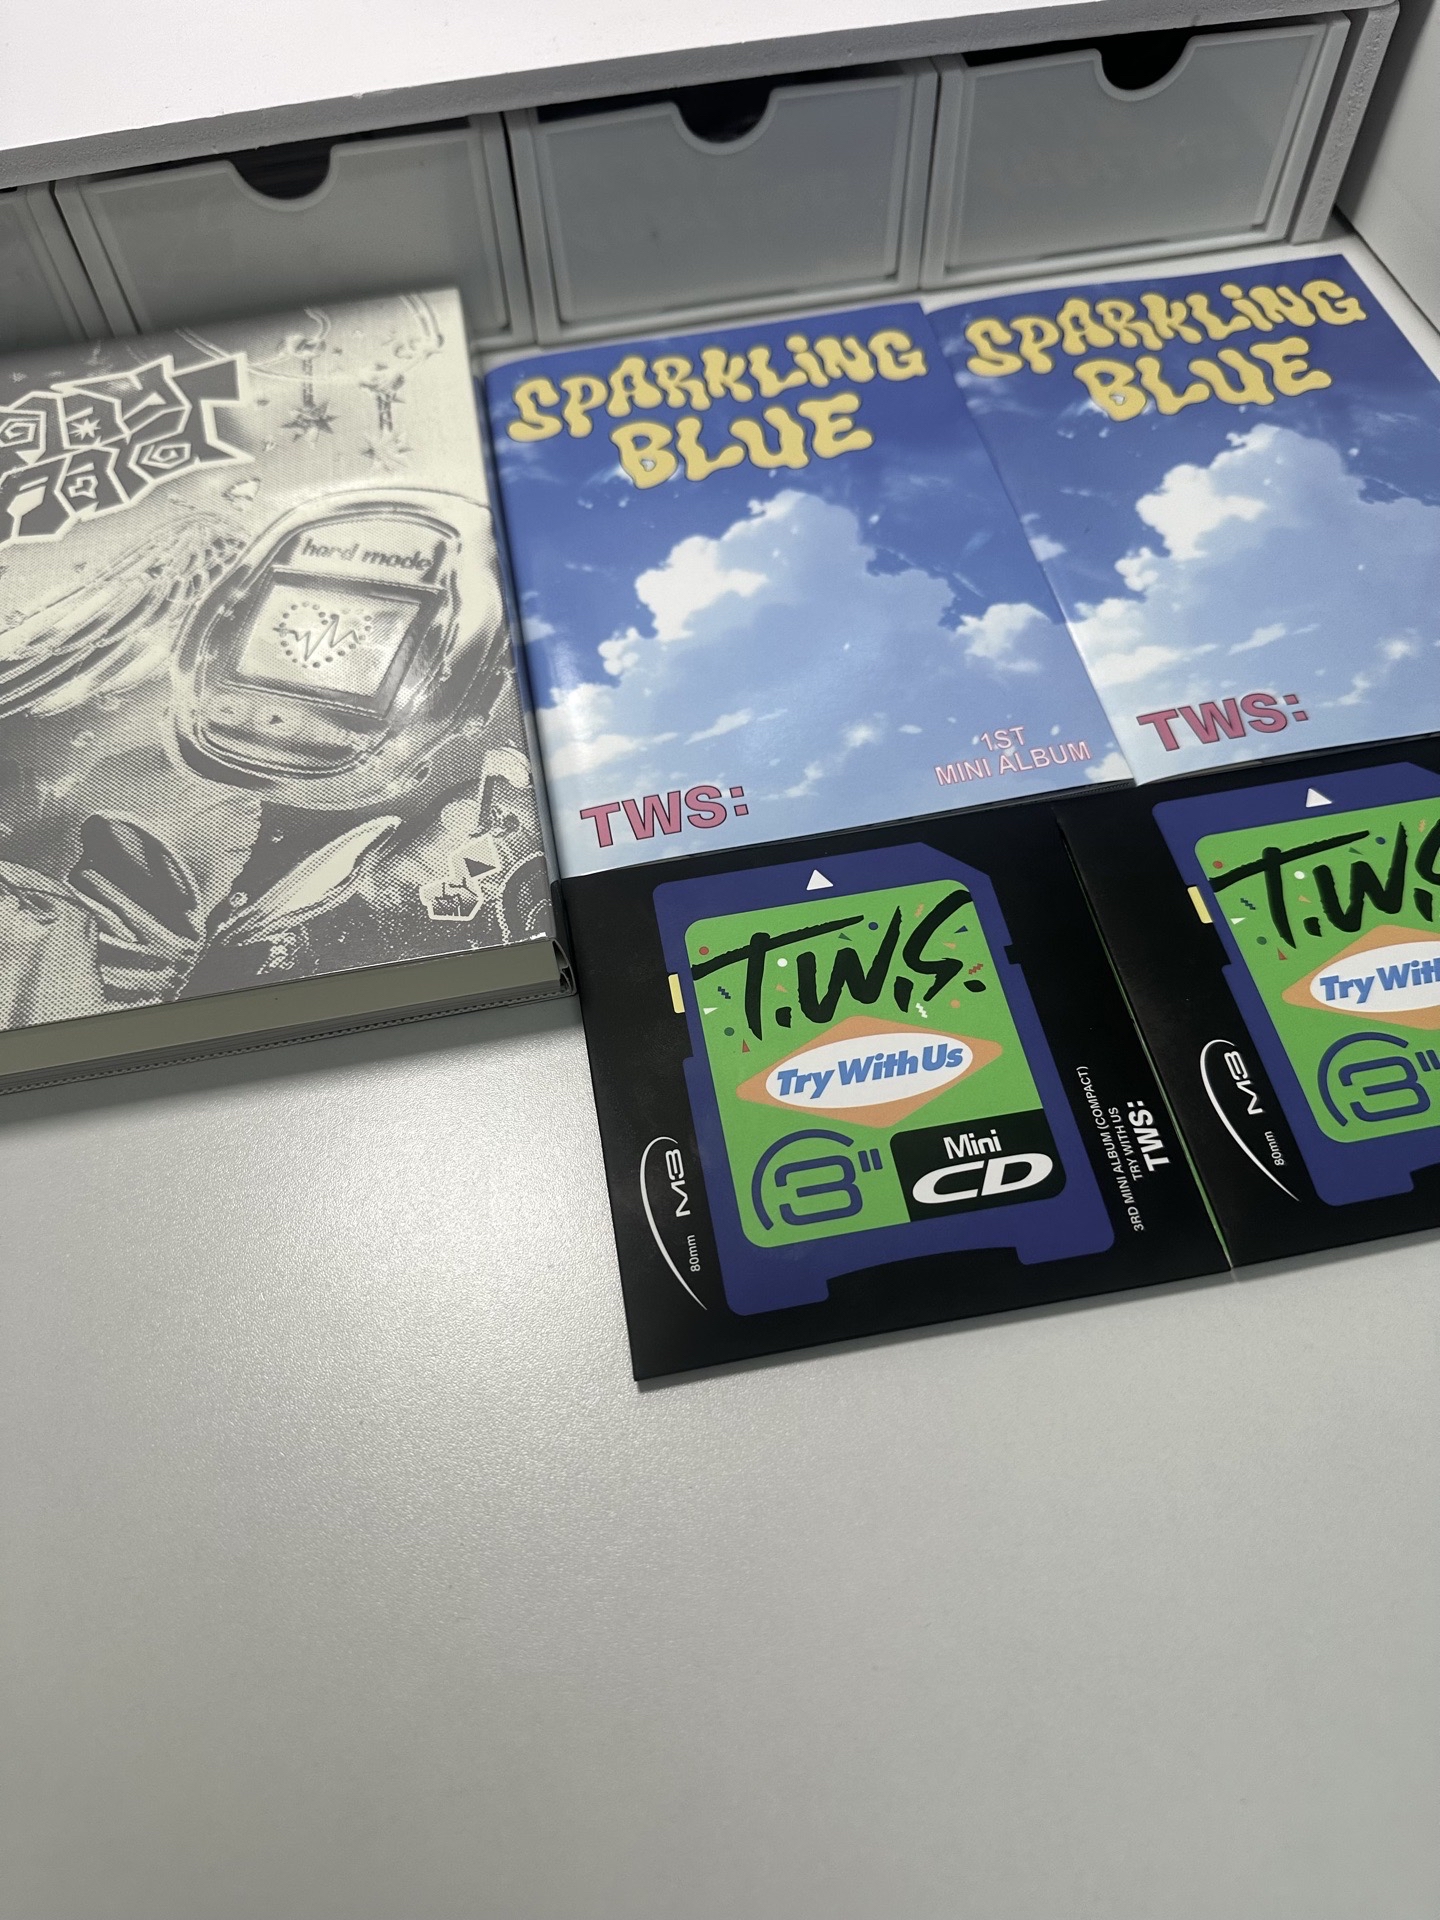 hard mode
SPARKLiNG
BLUE
1ST
MINI ALBUM
TWS:
SPARKLiNG
BLUE
TWS:
T.W.S.
Try With Us
3"
Mini
CD
M3
80mm
3RD MINI ALBUM (COMPACT)
TRY WITH US
TWS:
T.W.S
Try With
3"
M3
80mm